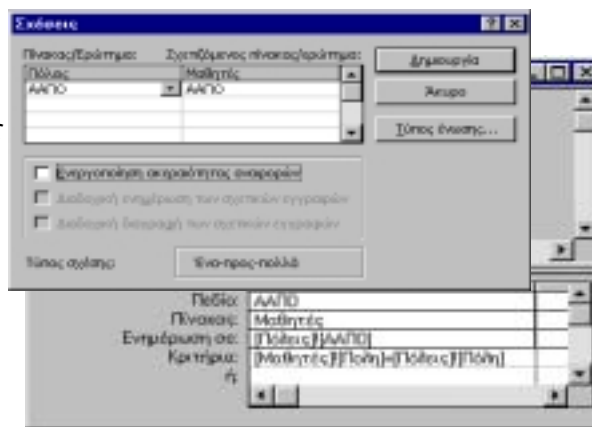 Σχέσεις
Πίνακας/Ερώτημα: Σχετιζόμενος πίνακας/ερώτημα:
Πόλεις Μαθητές
ΑΑΠΟ ΑΑΠΟ
Δημιουργία
Άκυρο
Τύπος ένωσης...
Ενεργοποίηση ακεραιότητας αναφορών
Διαδοχική ενημέρωση των σχετικών εγγραφών
Διαδοχική διαγραφή των σχετικών εγγραφών
Τύπος σχέσης: Ένα-προς-πολλά
Πεδίο: ΑΑΠΟ
Πίνακας: Μαθητές
Ενημέρωση σε: [Πόλεις]![ΑΑΠΟ]
Κριτήρια: [Μαθητές]![Πολη]=[Πόλεις]![Πόλη]
ή: